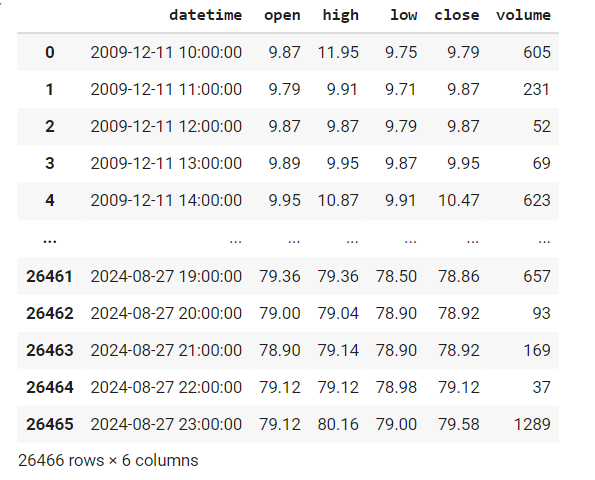 datetime open high low close volume
0 2009-12-11 10:00:00 9.87 11.95 9.75 9.79 605
1 2009-12-11 11:00:00 9.79 9.91 9.71 9.87 231
2 2009-12-11 12:00:00 9.87 9.87 9.79 9.87 52
3 2009-12-11 13:00:00 9.89 9.95 9.87 9.95 69
4 2009-12-11 14:00:00 9.95 10.87 9.91 10.47 623
... ... ... ... ... ... ...
26461 2024-08-27 19:00:00 79.36 79.36 78.50 78.86 657
26462 2024-08-27 20:00:00 79.00 79.04 78.90 78.92 93
26463 2024-08-27 21:00:00 78.90 79.14 78.90 78.92 169
26464 2024-08-27 22:00:00 79.12 79.12 78.98 79.12 37
26465 2024-08-27 23:00:00 79.12 80.16 79.00 79.58 1289
26466 rows × 6 columns